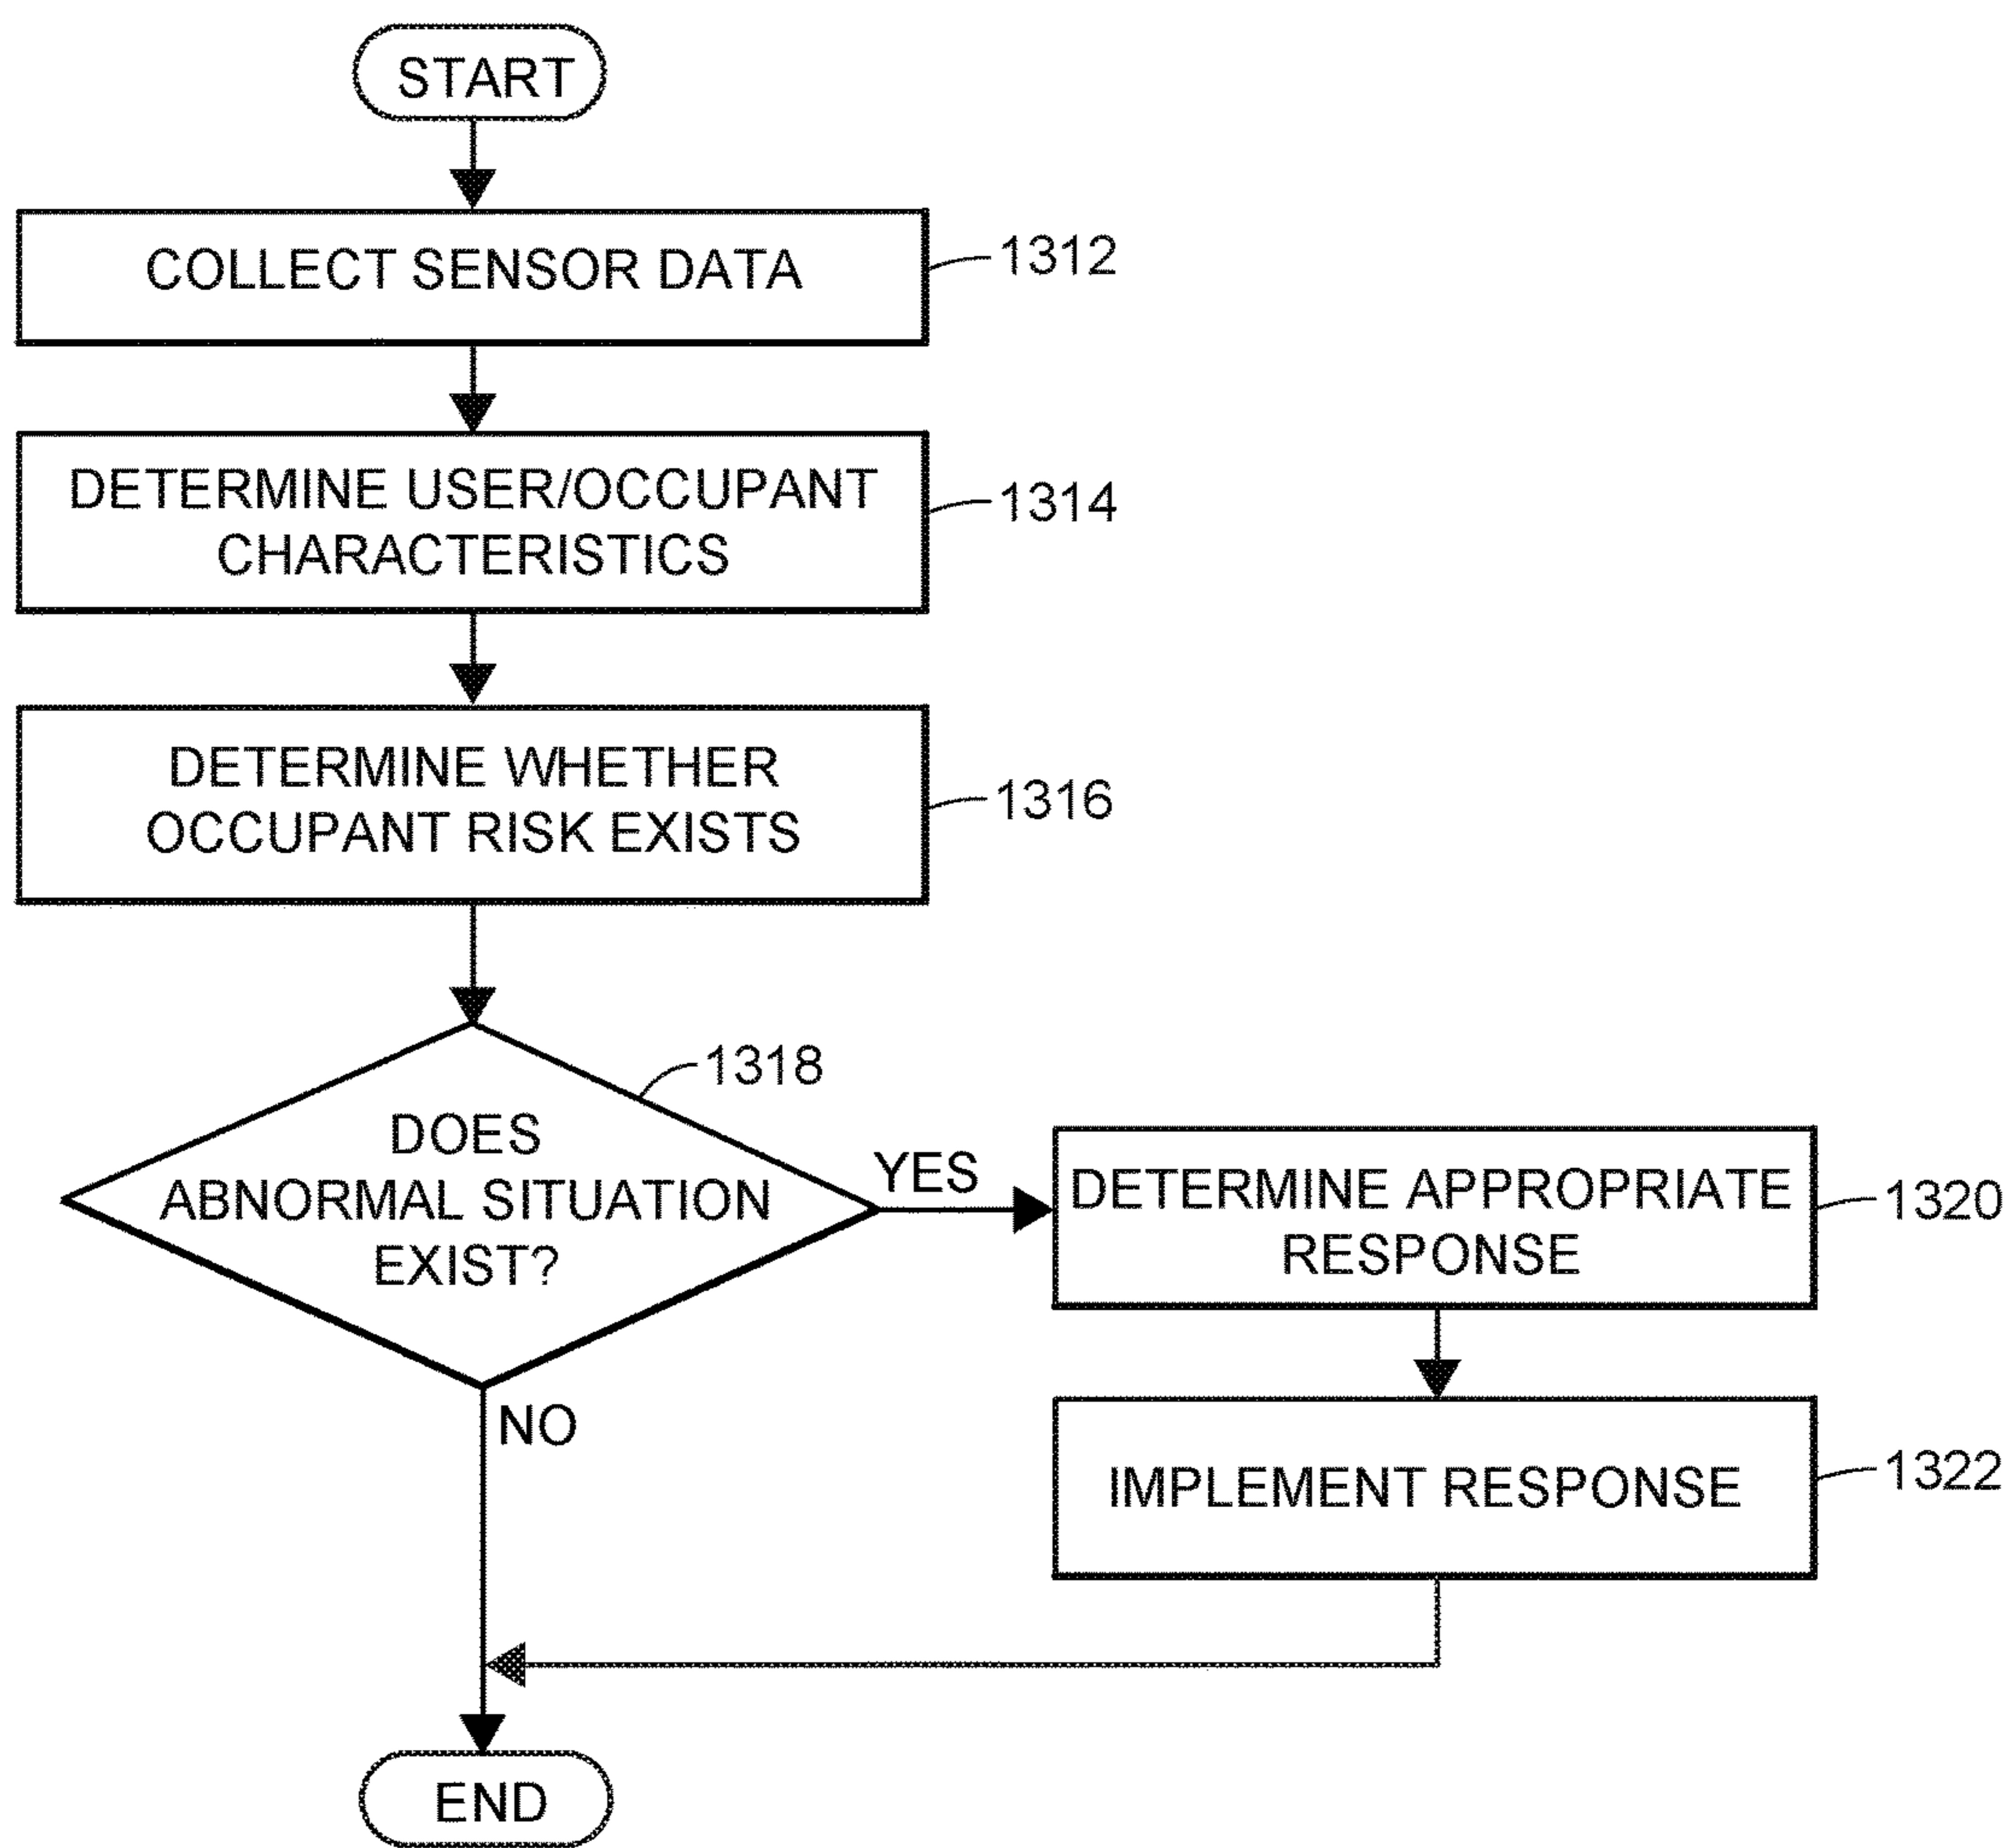 START
COLLECT SENSOR DATA
1312
DETERMINE USER/OCCUPANT
CHARACTERISTICS
1314
DETERMINE WHETHER
OCCUPANT RISK EXISTS
1316
1318
DOES
ABNORMAL SITUATION
EXIST?
YES
DETERMINE APPROPRIATE
RESPONSE
1320
NO
IMPLEMENT RESPONSE
1322
END